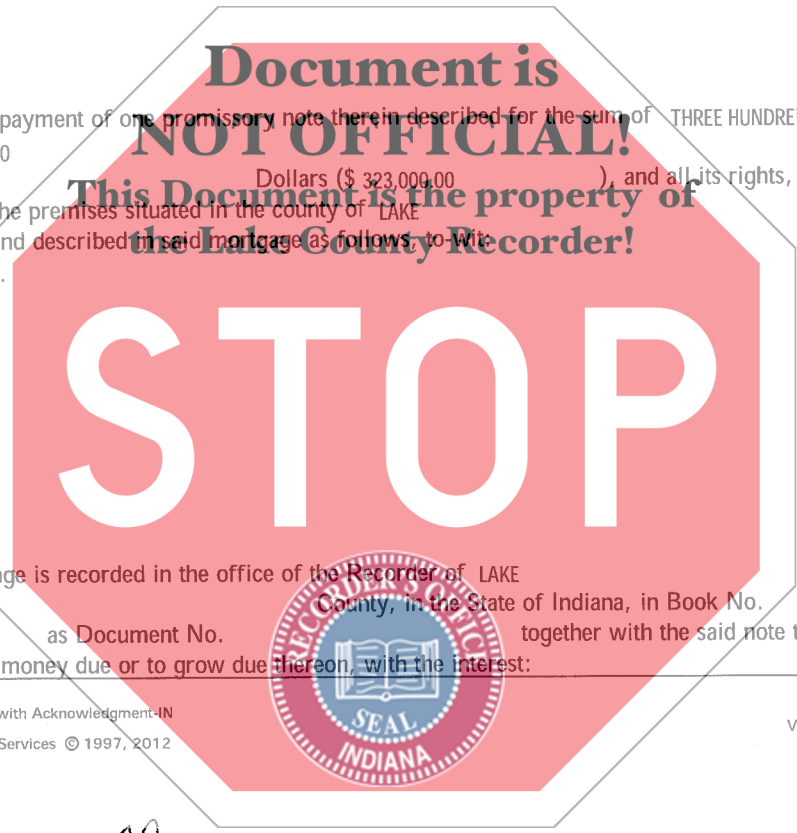 Document is
payment of one promissory note therein described for the sum of THREE HUNDRE
NOT OFFICIAL!
0
Dollars ($ 323,000.00 ), and all its rights,
This Document is the property of
he premises situated in the county of LAKE
nd described in said mortgage as follows, to-wit:
the Lake County Recorder!
.
STOP
ge is recorded in the office of the Recorder of LAKE
County, in the State of Indiana, in Book No.
as Document No. together with the said note t
money due or to grow due thereon, with the interest:
RECORDER'S OFFICE
SEAL
INDIANA
with Acknowledgment-IN
V
Services © 1997, 2012